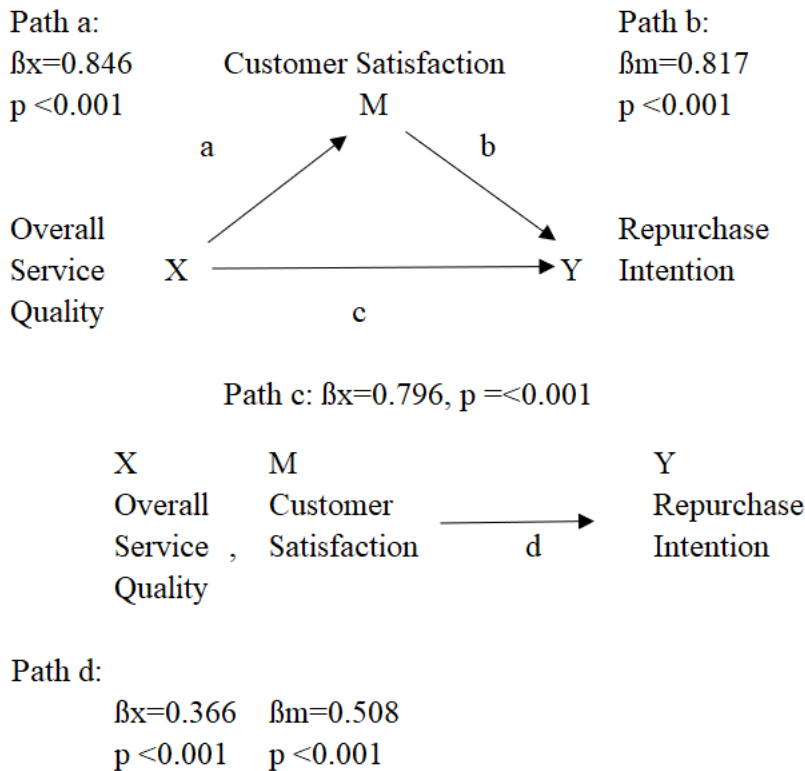 Path a:
ßx=0.846
p <0.001
Customer Satisfaction
M
Path b:
ßm=0.817
p <0.001
a
b
Overall
Service
Quality
X
Y
Repurchase
Intention
c
Path c: ßx=0.796, p =<0.001
X
Overall
Service ,
Quality
M
Customer
Satisfaction
d
Y
Repurchase
Intention
Path d:
ßx=0.366 ßm=0.508
p <0.001 p <0.001